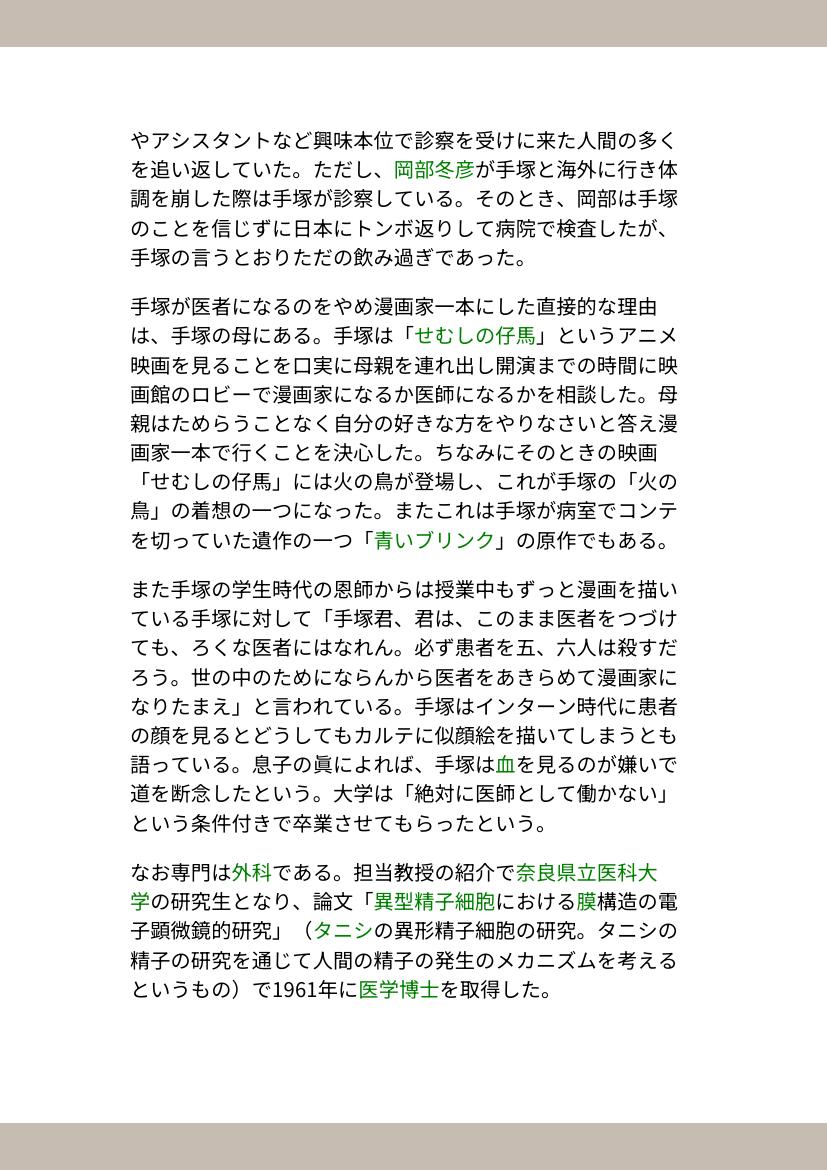 やアシスタントなど興味本位で診察を受けに来た人間の多く
を追い返していた。ただし、岡部冬彦が手塚と海外に行き体
調を崩した際は手塚が診察している。そのとき、岡部は手塚
のことを信じずに日本にトンボ返りして病院で検査したが、
手塚の言うとおりただの飲み過ぎであった。
手塚が医者になるのをやめ漫画家一本にした直接的な理由
は、手塚の母にある。手塚は「せむしの仔馬」というアニメ
映画を見ることを口実に母親を連れ出し開演までの時間に映
画館のロビーで漫画家になるか医師になるかを相談した。母
親はためらうことなく自分の好きな方をやりなさいと答え漫
画家一本で行くことを決心した。ちなみにそのときの映画
「せむしの仔馬」には火の鳥が登場し、これが手塚の「火の
鳥」の着想の一つになった。またこれは手塚が病室でコンテ
を切っていた遺作の一つ「青いブリンク」の原作でもある。
また手塚の学生時代の恩師からは授業中もずっと漫画を描い
ている手塚に対して「手塚君、君は、このまま医者をつづけ
ても、ろくな医者にはなれん。必ず患者を五、六人は殺すだ
ろう。世の中のためにならんから医者をあきらめて漫画家に
なりたまえ」と言われている。手塚はインターン時代に患者
の顔を見るとどうしてもカルテに似顔絵を描いてしまうとも
語っている。息子の眞によれば、手塚は血を見るのが嫌いで
道を断念したという。大学は「絶対に医師として働かない」
という条件付きで卒業させてもらったという。
なお専門は外科である。担当教授の紹介で奈良県立医科大
学の研究生となり、論文「異型精子細胞における膜構造の電
子顕微鏡的研究」（タニシの異形精子細胞の研究。タニシの
精子の研究を通じて人間の精子の発生のメカニズムを考える
というもの）で1961年に医学博士を取得した。